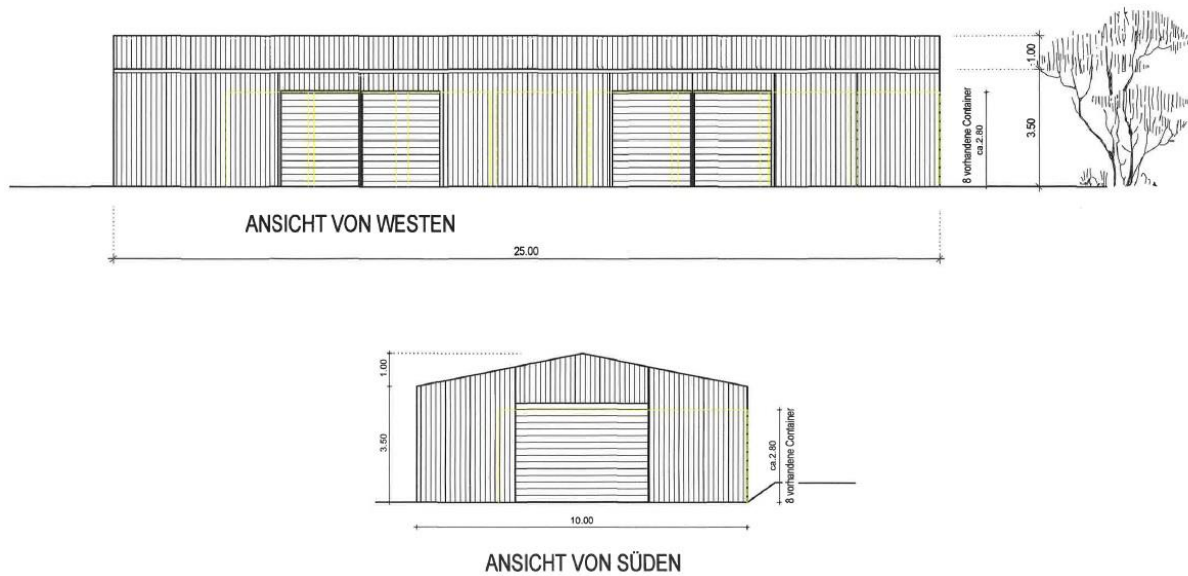 1.00
3.50
8 vorhandene Container
ca.2.80
ANSICHT VON WESTEN
25.00
1.00
3.50
ca.2.80
8 vorhandene Container
10.00
ANSICHT VON SÜDEN